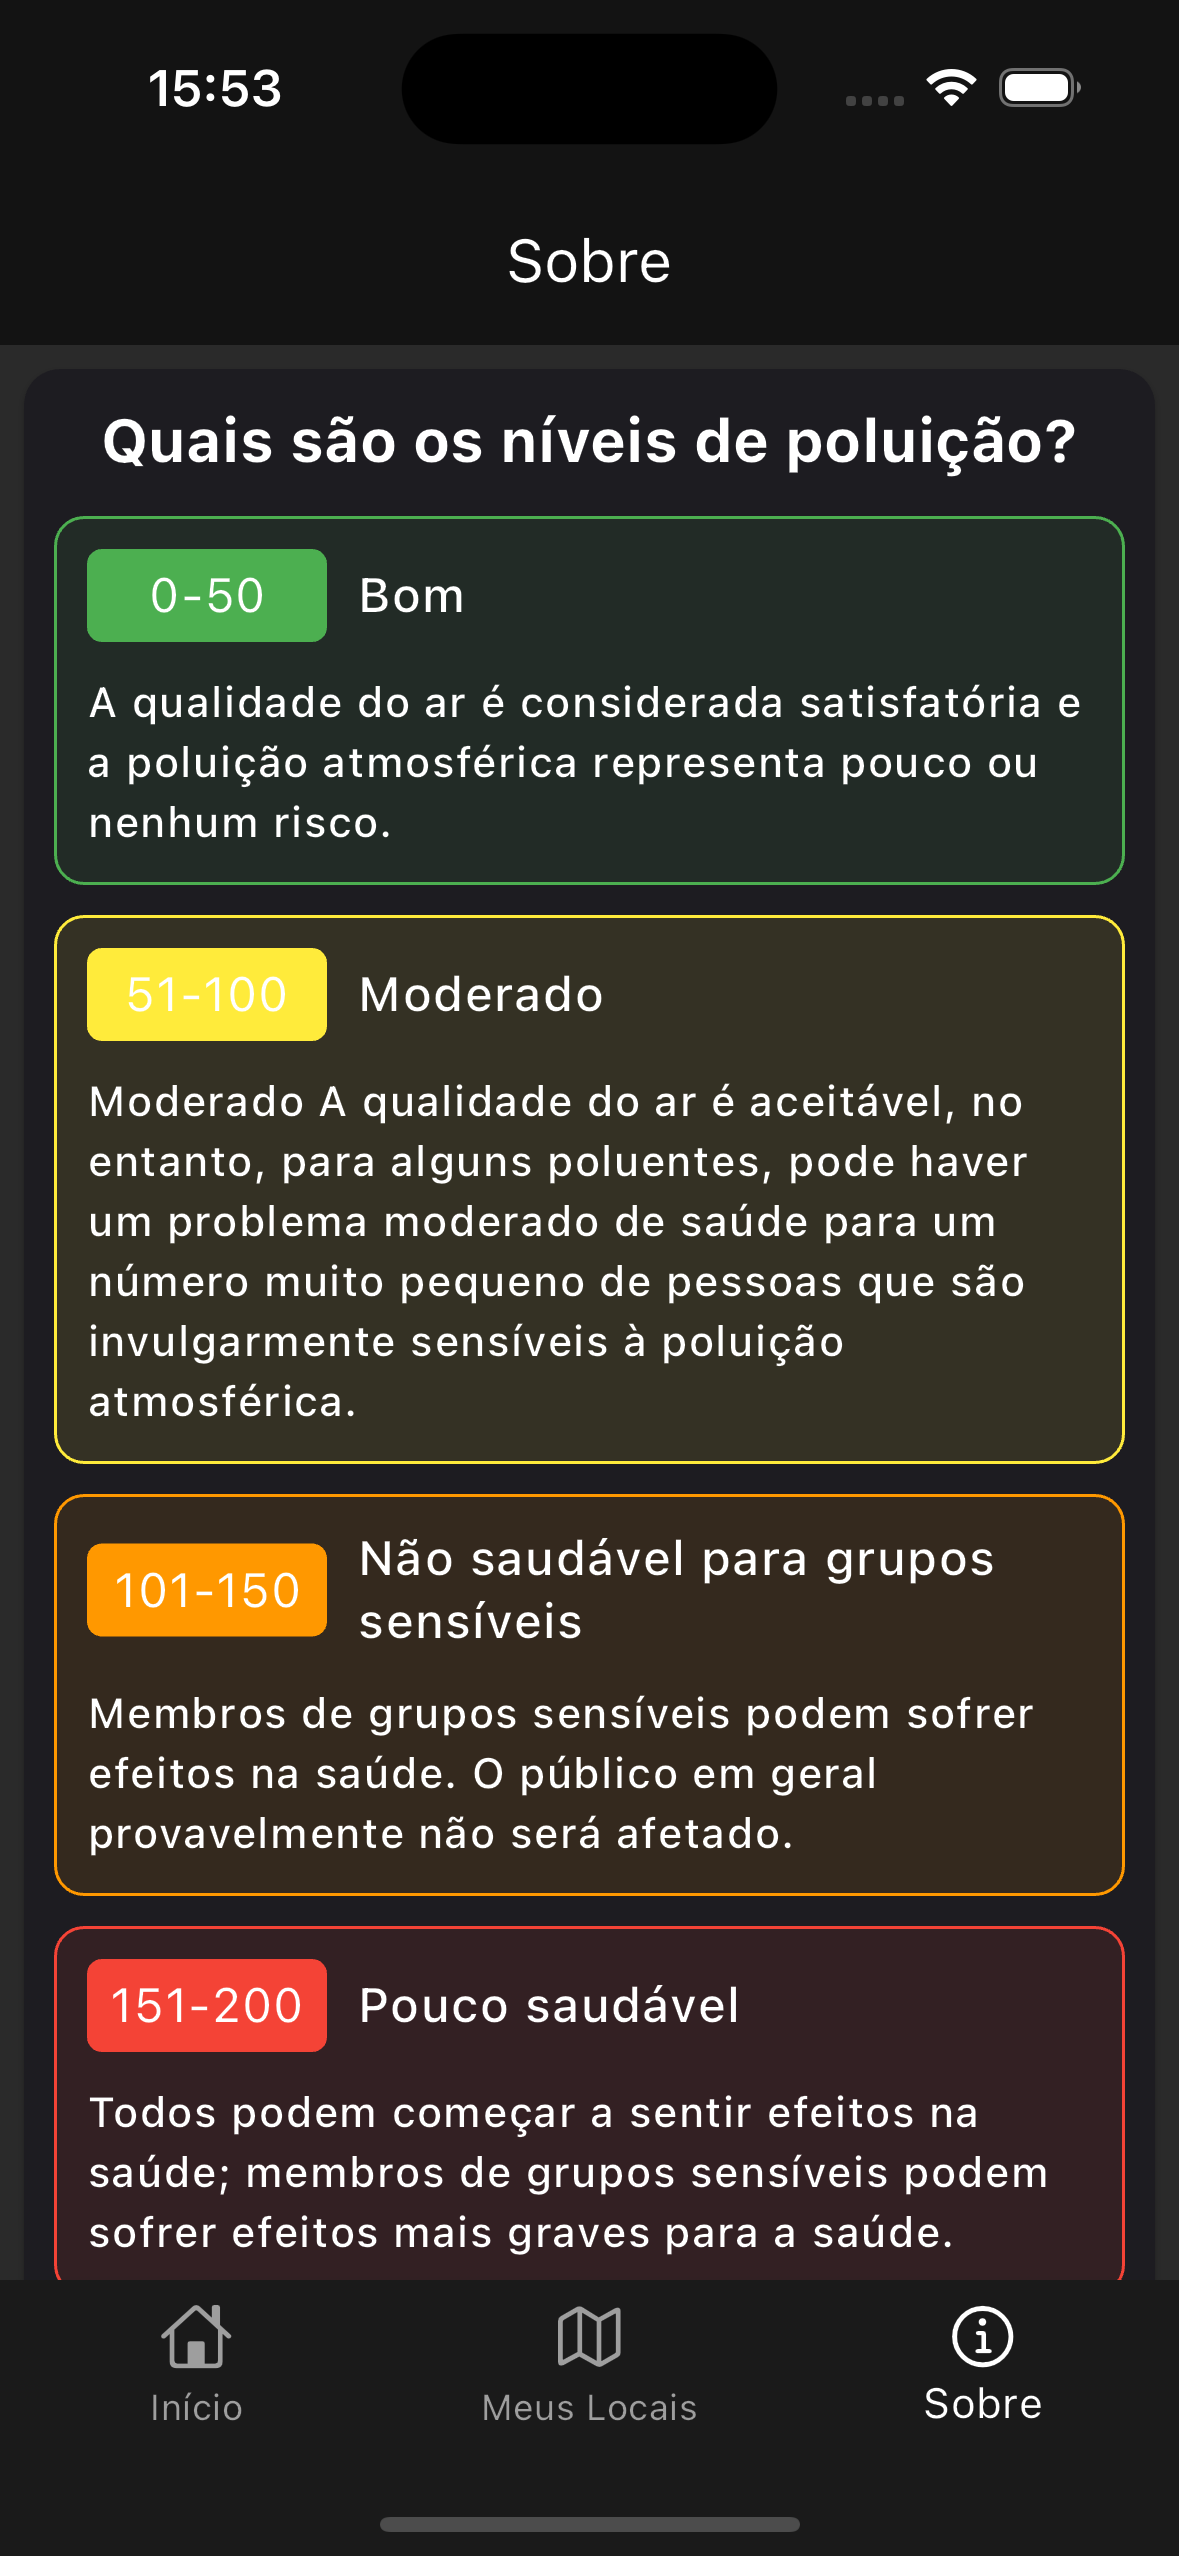 15:53
Sobre
Quais são os níveis de poluição?
0-50
Bom
A qualidade do ar é considerada satisfatória e
a poluição atmosférica representa pouco ou
nenhum risco.
51-100
Moderado
Moderado A qualidade do ar é aceitável, no
entanto, para alguns poluentes, pode haver
um problema moderado de saúde para um
número muito pequeno de pessoas que são
invulgarmente sensíveis à poluição
atmosférica.
101-150
Não saudável para grupos
sensíveis
Membros de grupos sensíveis podem sofrer
efeitos na saúde. O público em geral
provavelmente não será afetado.
151-200
Pouco saudável
Todos podem começar a sentir efeitos na
saúde; membros de grupos sensíveis podem
sofrer efeitos mais graves para a saúde.
Início
Meus Locais
Sobre